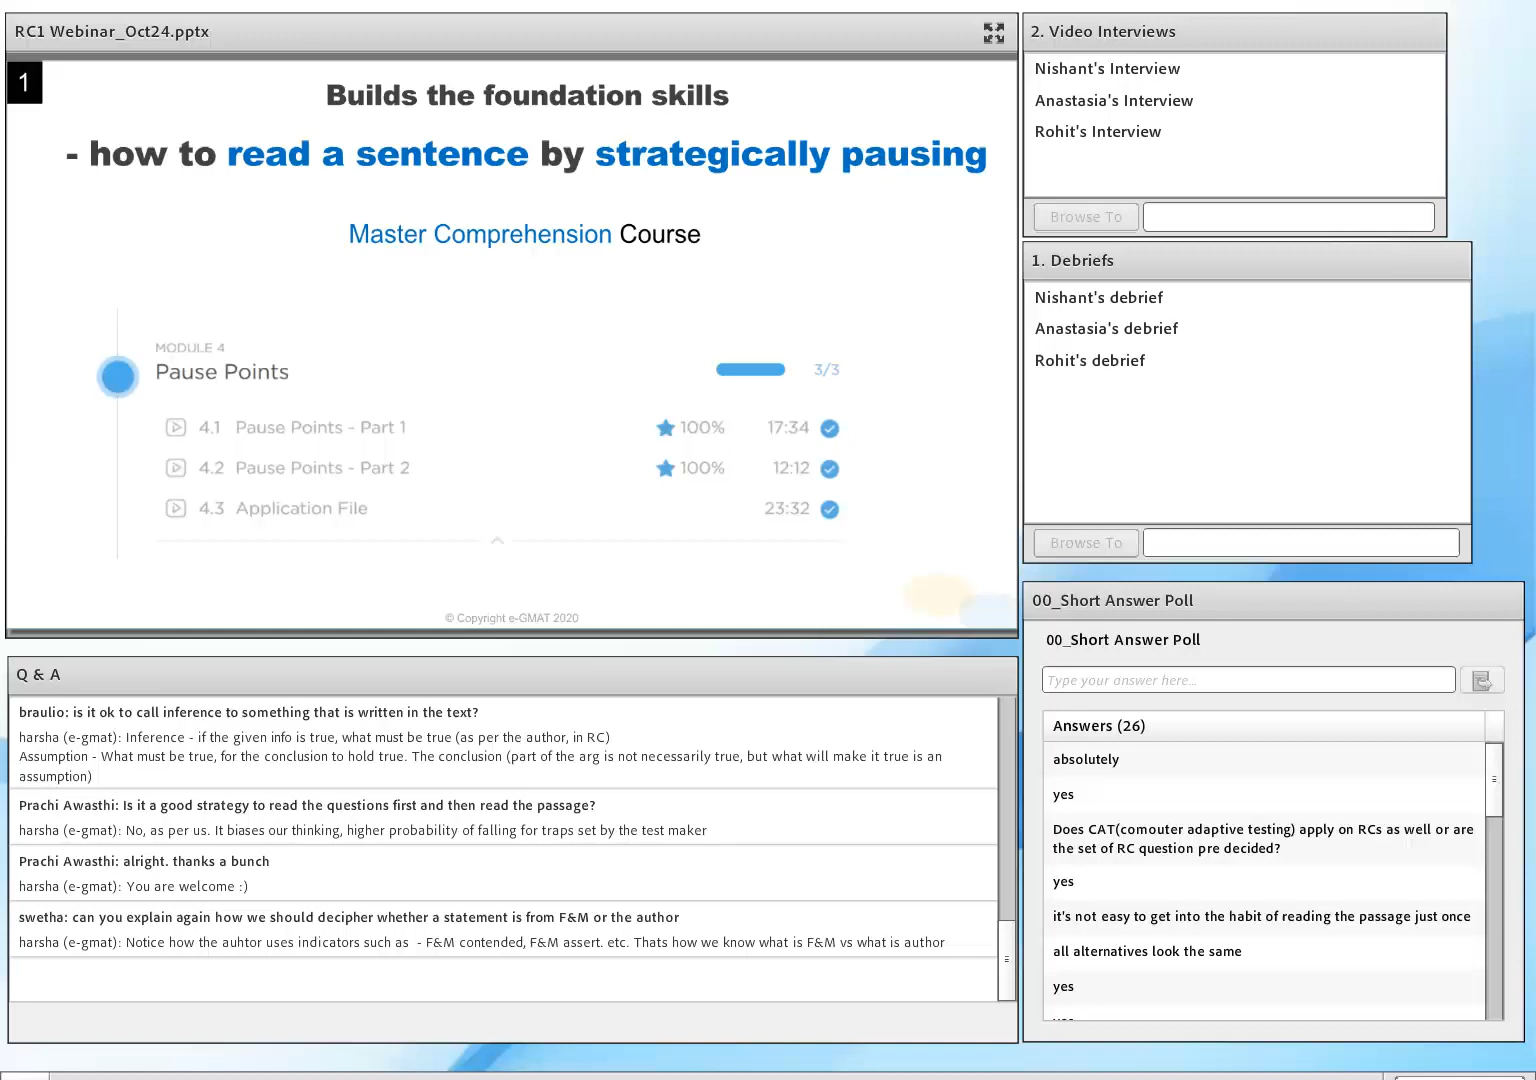 RC1 Webinar_Oct24.pptx
1
Builds the foundation skills
- how to read a sentence by strategically pausing
Master Comprehension Course
MODULE 4
Pause Points 3/3
4.1 Pause Points - Part 1 100% 17:34
4.2 Pause Points - Part 2 100% 12:12
4.3 Application File 23:32
© Copyright e-GMAT 2020
Q & A
braulio: is it ok to call inference to something that is written in the text?
harsha (e-gmat): Inference - if the given info is true, what must be true (as per the author, in RC)
Assumption - What must be true, for the conclusion to hold true. The conclusion (part of the arg is not necessarily true, but what will make it true is an
assumption)
Prachi Awasthi: Is it a good strategy to read the questions first and then read the passage?
harsha (e-gmat): No, as per us. It biases our thinking, higher probability of falling for traps set by the test maker
Prachi Awasthi: alright. thanks a bunch
harsha (e-gmat): You are welcome :)
swetha: can you explain again how we should decipher whether a statement is from F&M or the author
harsha (e-gmat): Notice how the auhtor uses indicators such as - F&M contended, F&M assert. etc. Thats how we know what is F&M vs what is author
2. Video Interviews
Nishant's Interview
Anastasia's Interview
Rohit's Interview
Browse To
1. Debriefs
Nishant's debrief
Anastasia's debrief
Rohit's debrief
Browse To
00_Short Answer Poll
00_Short Answer Poll
Type your answer here...
Answers (26)
absolutely
yes
Does CAT(comouter adaptive testing) apply on RCs as well or are
the set of RC question pre decided?
yes
it's not easy to get into the habit of reading the passage just once
all alternatives look the same
yes